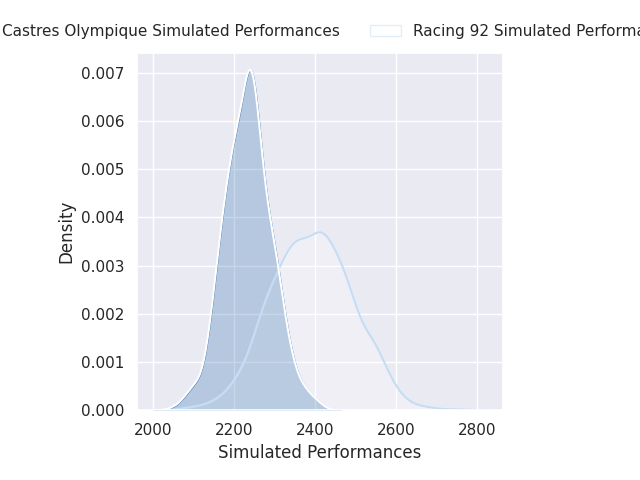 Castres Olympique Simulated Performances Racing 92 Simulated
0.007
0.006
0.005
0.004
0.003
0.002
0.001
0.000
Density
2000 2200 2400 2600 2800
Simulated Performances